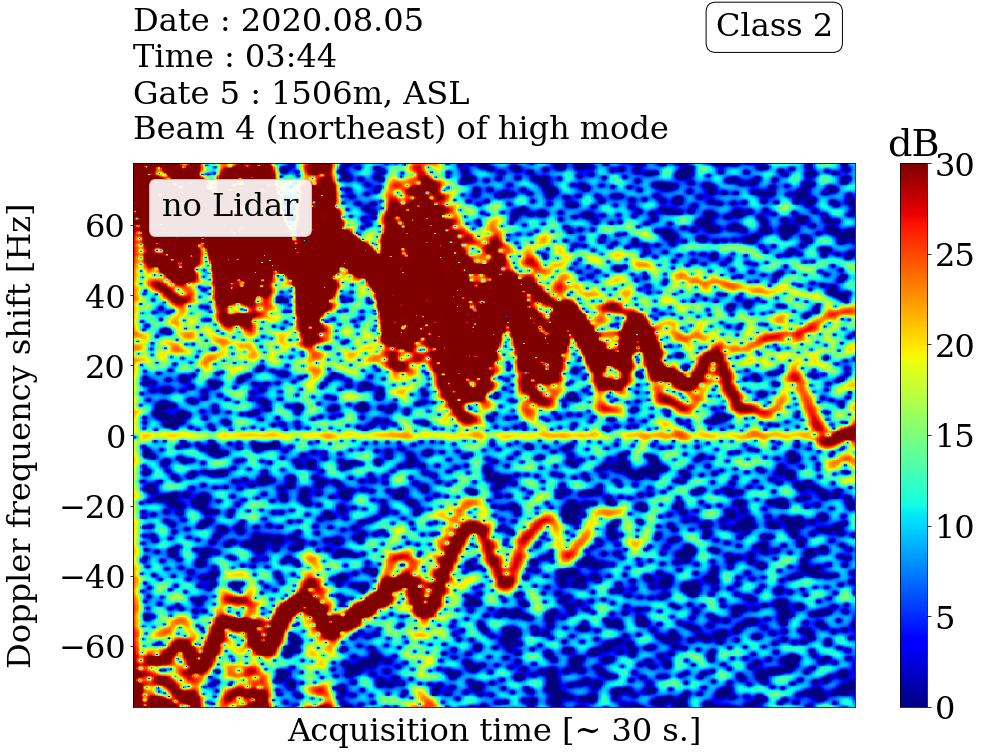 Date : 2020.08.05
Time : 03:44
Gate 5 : 1506m, ASL
Beam 4 (northeast) of high mode
Class 2
dB
no Lidar
Doppler frequency shift [Hz]
60
40
20
0
−20
−40
−60
30
25
20
15
10
5
0
Acquisition time [~ 30 s.]